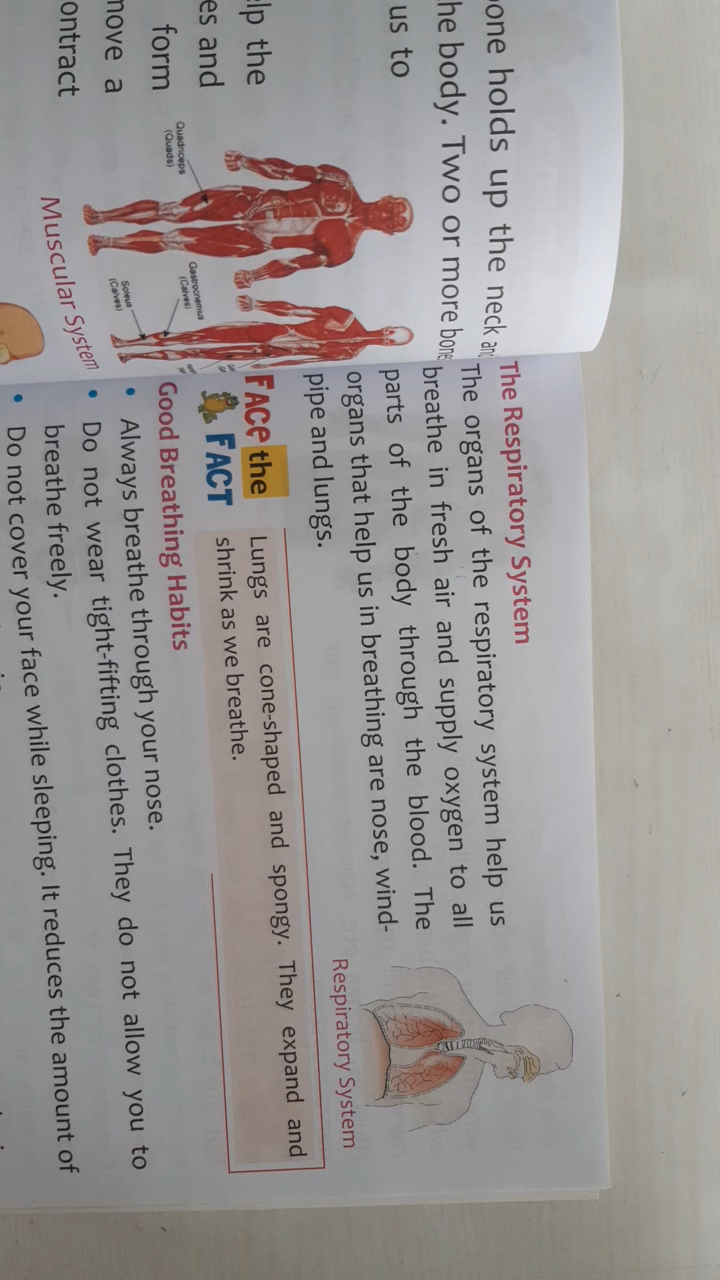 one holds up the neck
he body. Two or more bone
us to
lp the
es and
form
move a
ontract
Quadriceps
(Quads)
Gastrocnemius
(Calves)
Soleus
(Calves)
Muscular System
The Respiratory System
The organs of the respiratory system help us
breathe in fresh air and supply oxygen to all
parts of the body through the blood. The
organs that help us in breathing are nose, wind-
pipe and lungs.
Respiratory System
FACE the
FACT
Lungs are cone-shaped and spongy. They expand and
shrink as we breathe.
Good Breathing Habits
• Always breathe through your nose.
• Do not wear tight-fifting clothes. They do not allow you to
breathe freely.
• Do not cover your face while sleeping. It reduces the amount of